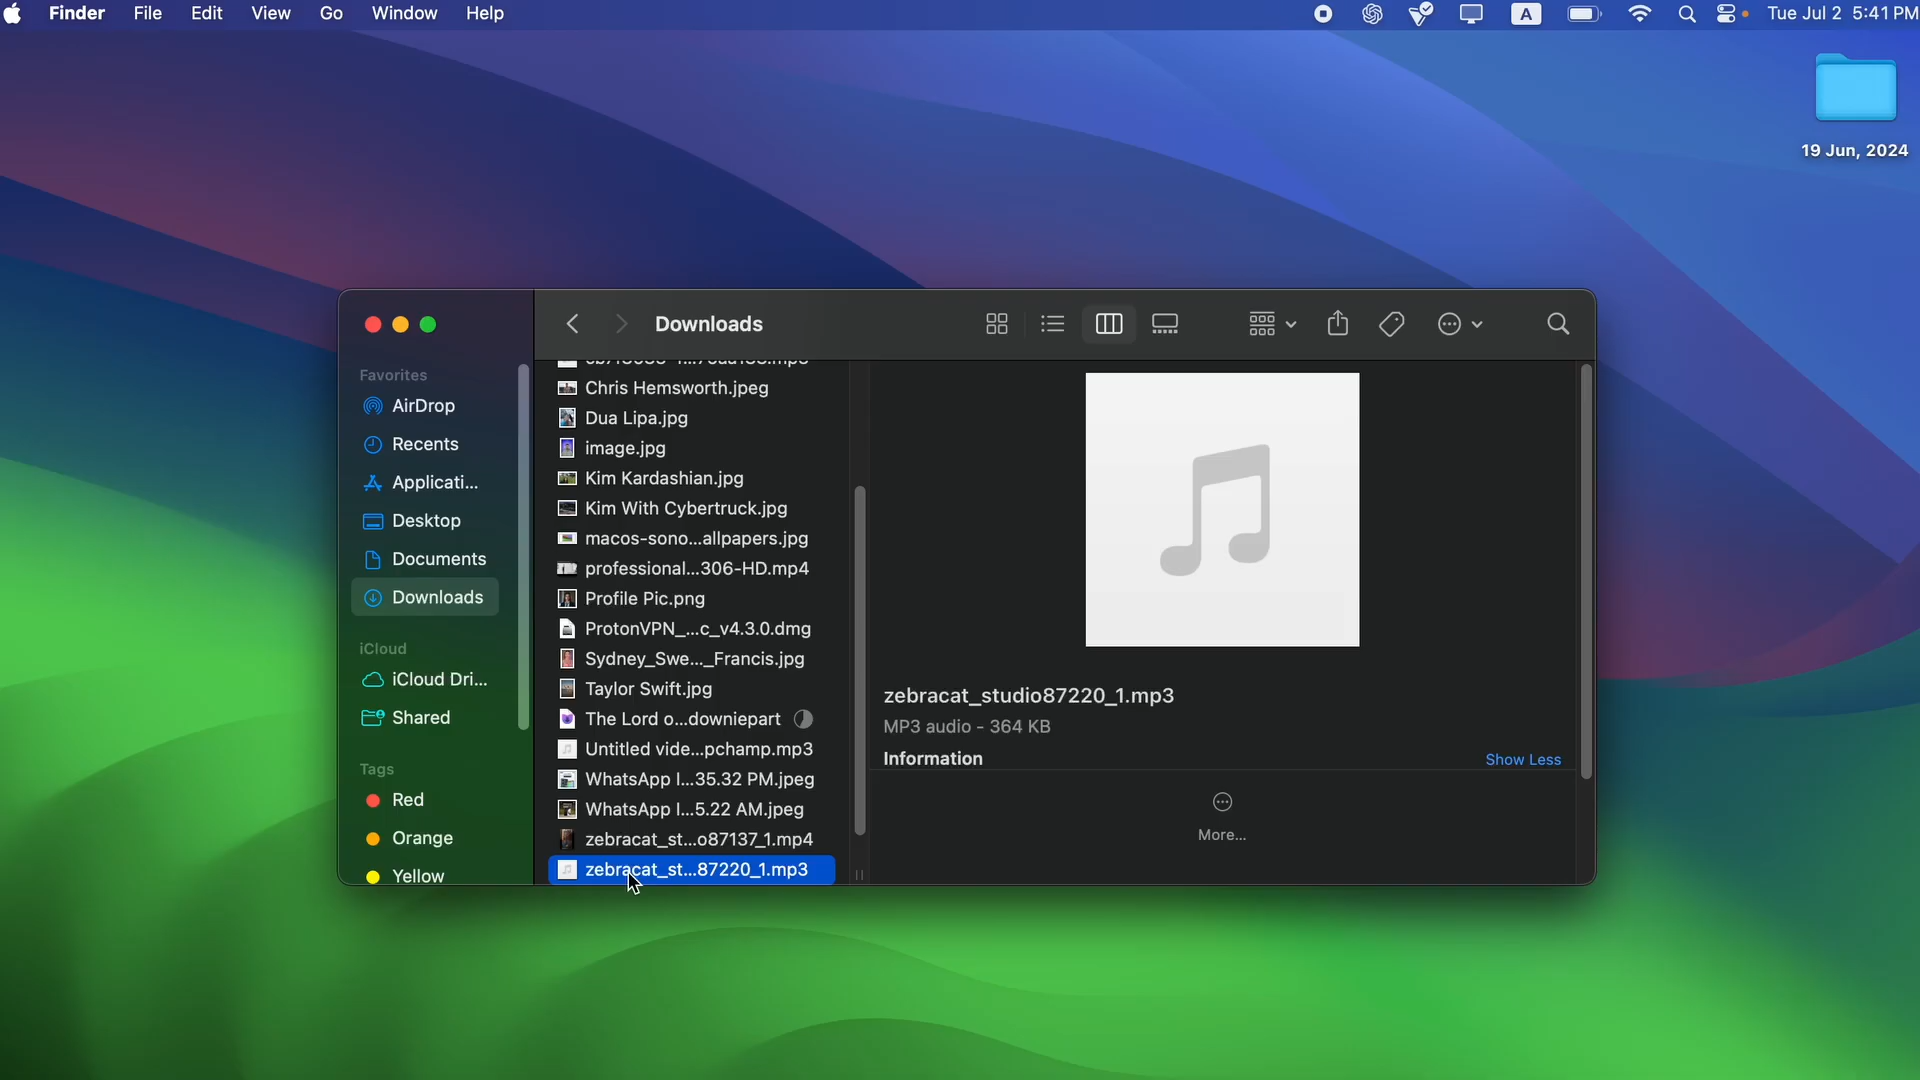 Finder File Edit View Go Window Help A Tue Jul 2 5:41 PM
19 Jun, 2024
Downloads
Favorites
AirDrop
Recents
Applicati...
Desktop
Documents
Downloads
iCloud
iCloud Dri...
Shared
Tags
Red
Orange
Yellow
Chris Hemsworth.jpeg
Dua Lipa.jpg
image.jpg
Kim Kardashian.jpg
Kim With Cybertruck.jpg
macos-sono...allpapers.jpg
professional...306-HD.mp4
Profile Pic.png
ProtonVPN_...c_v4.3.0.dmg
Sydney_Swe..._Francis.jpg
Taylor Swift.jpg
The Lord o...downiepart
Untitled vide...pchamp.mp3
WhatsApp I...35.32 PM.jpeg
WhatsApp I...5.22 AM.jpeg
zebracat_st...o87137_1.mp4
zebracat_st...87220_1.mp3
zebracat_studio87220_1.mp3
MP3 audio - 364 KB
Information Show Less
More...